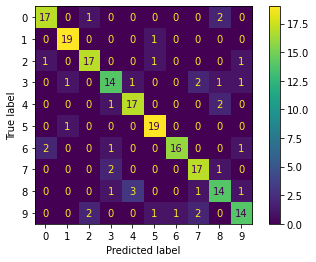 0 17 0 1 0 0 0 0 0 2 0
1 0 19 0 0 0 1 0 0 0 0
2 1 0 17 0 0 1 0 0 0 1
3 0 1 0 14 1 0 0 2 1 1
4 0 0 0 1 17 0 0 0 2 0
5 0 1 0 0 0 19 0 0 0 0
6 2 0 0 1 0 0 16 0 0 1
7 0 0 0 2 0 0 0 17 1 0
8 0 0 0 1 3 0 0 1 14 1
9 0 0 2 0 0 1 1 2 0 14
0 1 2 3 4 5 6 7 8 9
Predicted label
True label
17.5
15.0
12.5
10.0
7.5
5.0
2.5
0.0